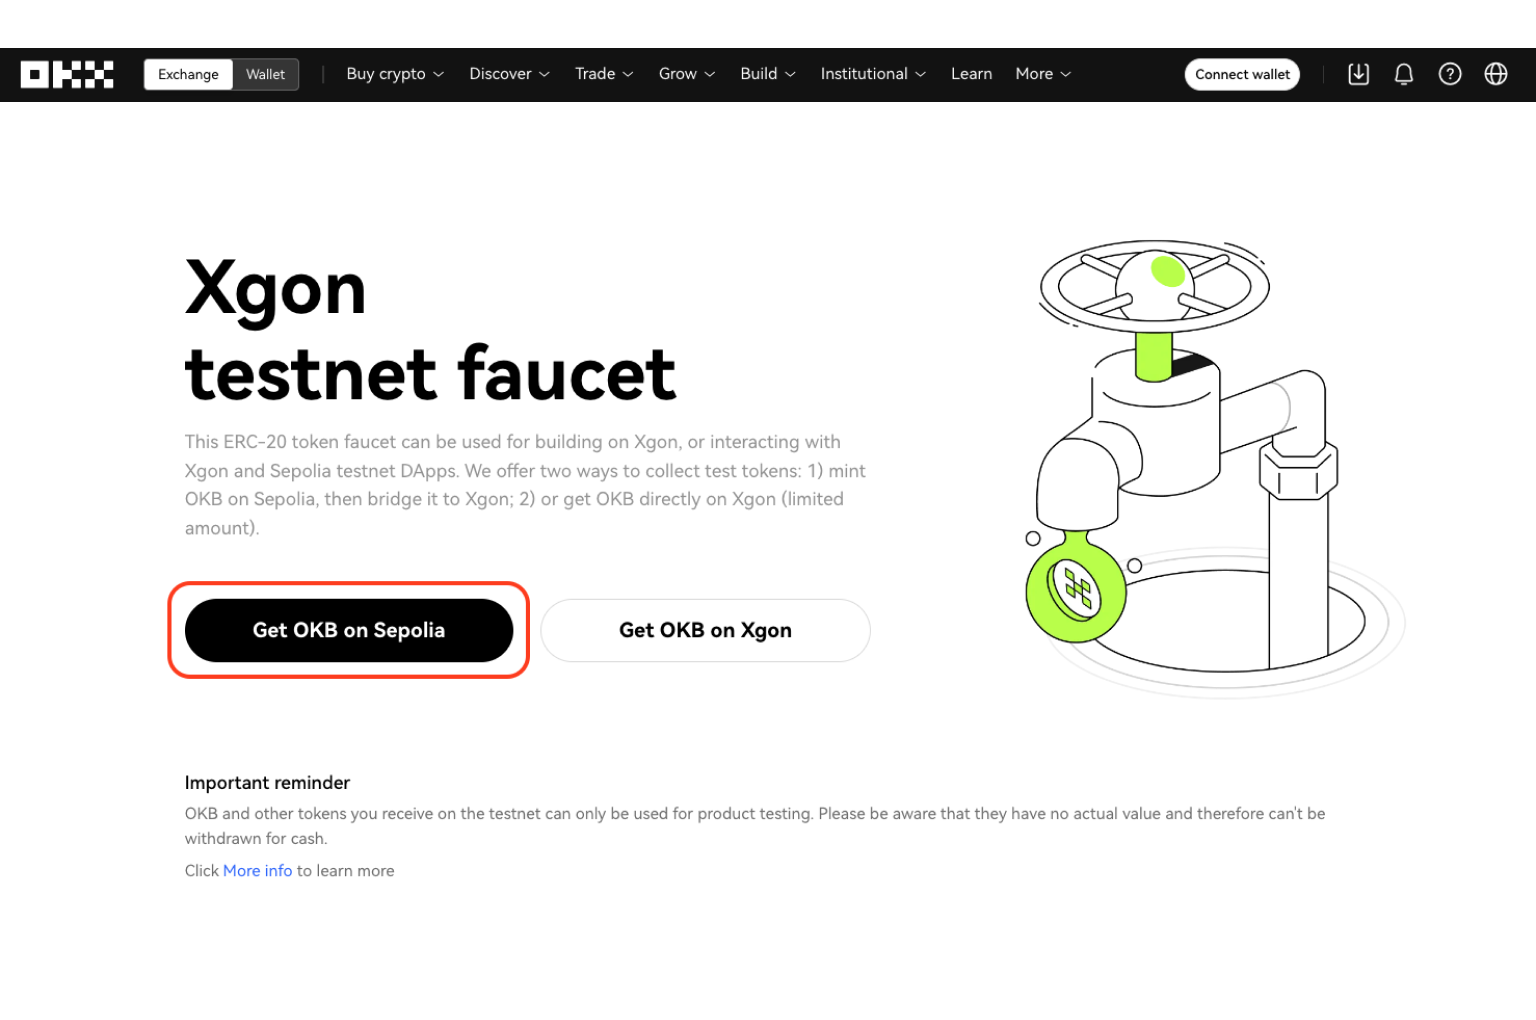 OKX Exchange Wallet Buy crypto Discover Trade Grow Build Institutional Learn More Connect wallet
Xgon
testnet faucet
This ERC-20 token faucet can be used for building on Xgon, or interacting with
Xgon and Sepolia testnet DApps. We offer two ways to collect test tokens: 1) mint
OKB on Sepolia, then bridge it to Xgon; 2) or get OKB directly on Xgon (limited
amount).
Get OKB on Sepolia Get OKB on Xgon
Important reminder
OKB and other tokens you receive on the testnet can only be used for product testing. Please be aware that they have no actual value and therefore can't be
withdrawn for cash.
Click More info to learn more